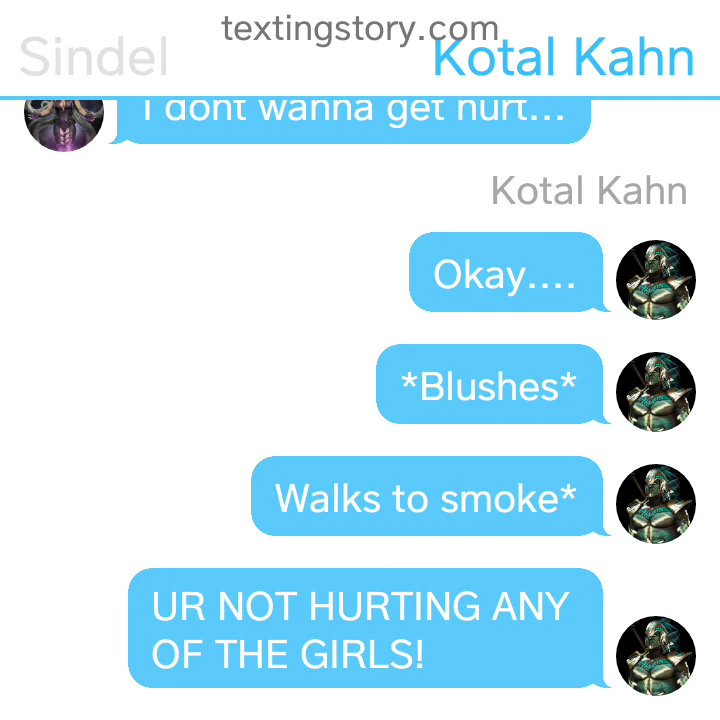 textingstory.com
Sindel
Kotal Kahn
I dont wanna get hurt...
Kotal Kahn
Okay....
*Blushes*
Walks to smoke*
UR NOT HURTING ANY
OF THE GIRLS!